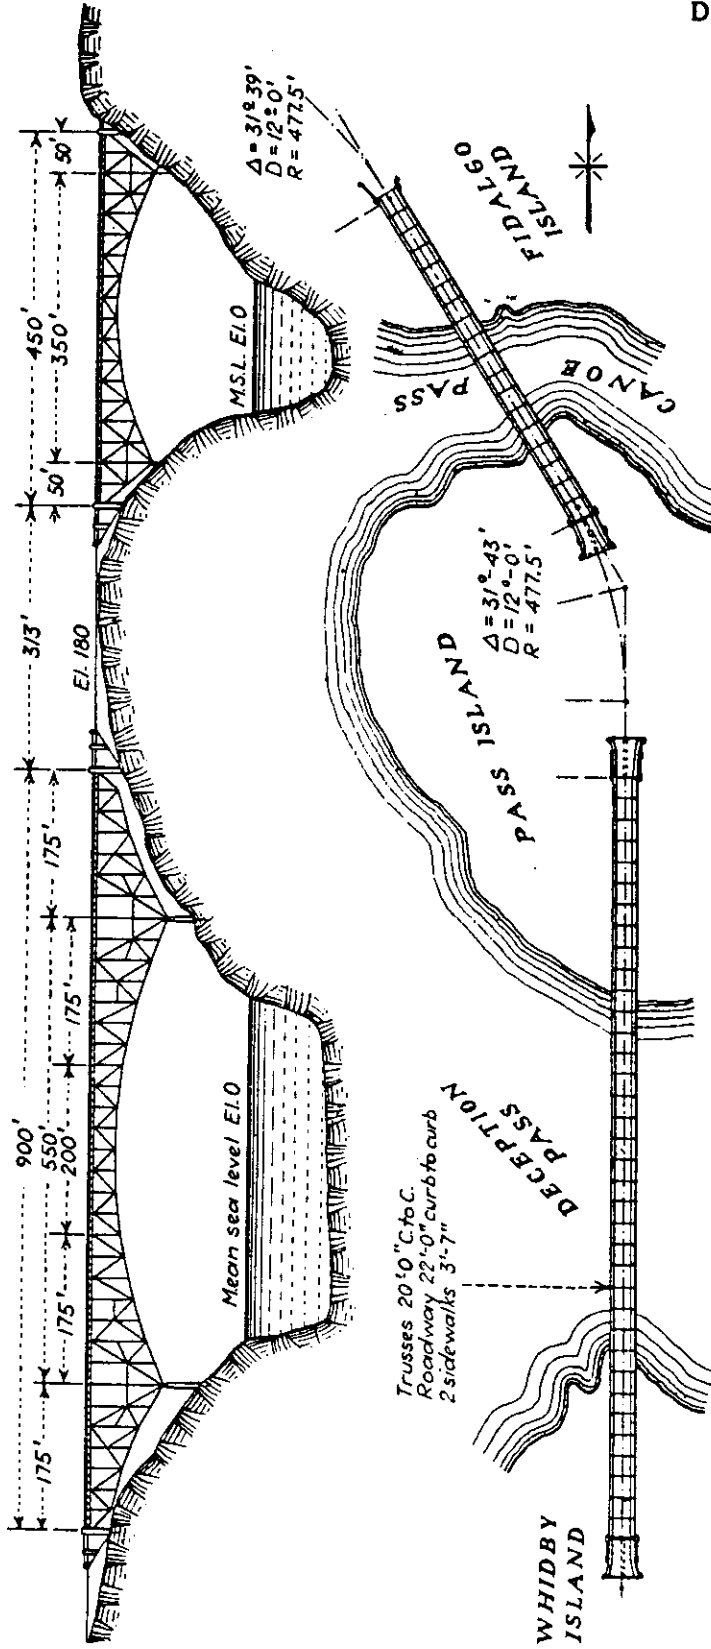 D
900'
175'
550'
175'
175'
200'
175'
313'
450'
50'
350'
50'
El. 180
Mean sea level El.0
M.S.L. El.0
Trusses 20'0" C.to C.
Roadway 22'-0" curb to curb
2 sidewalks 3'-7"
WHIDBY
ISLAND
DECEPTION
PASS
PASS ISLAND
Δ = 31°-43'
D = 12°-0'
R = 477.5'
CANOE
PASS
Δ = 31° 39'
D = 12° 0'
R = 477.5'
FIDALGO
ISLAND